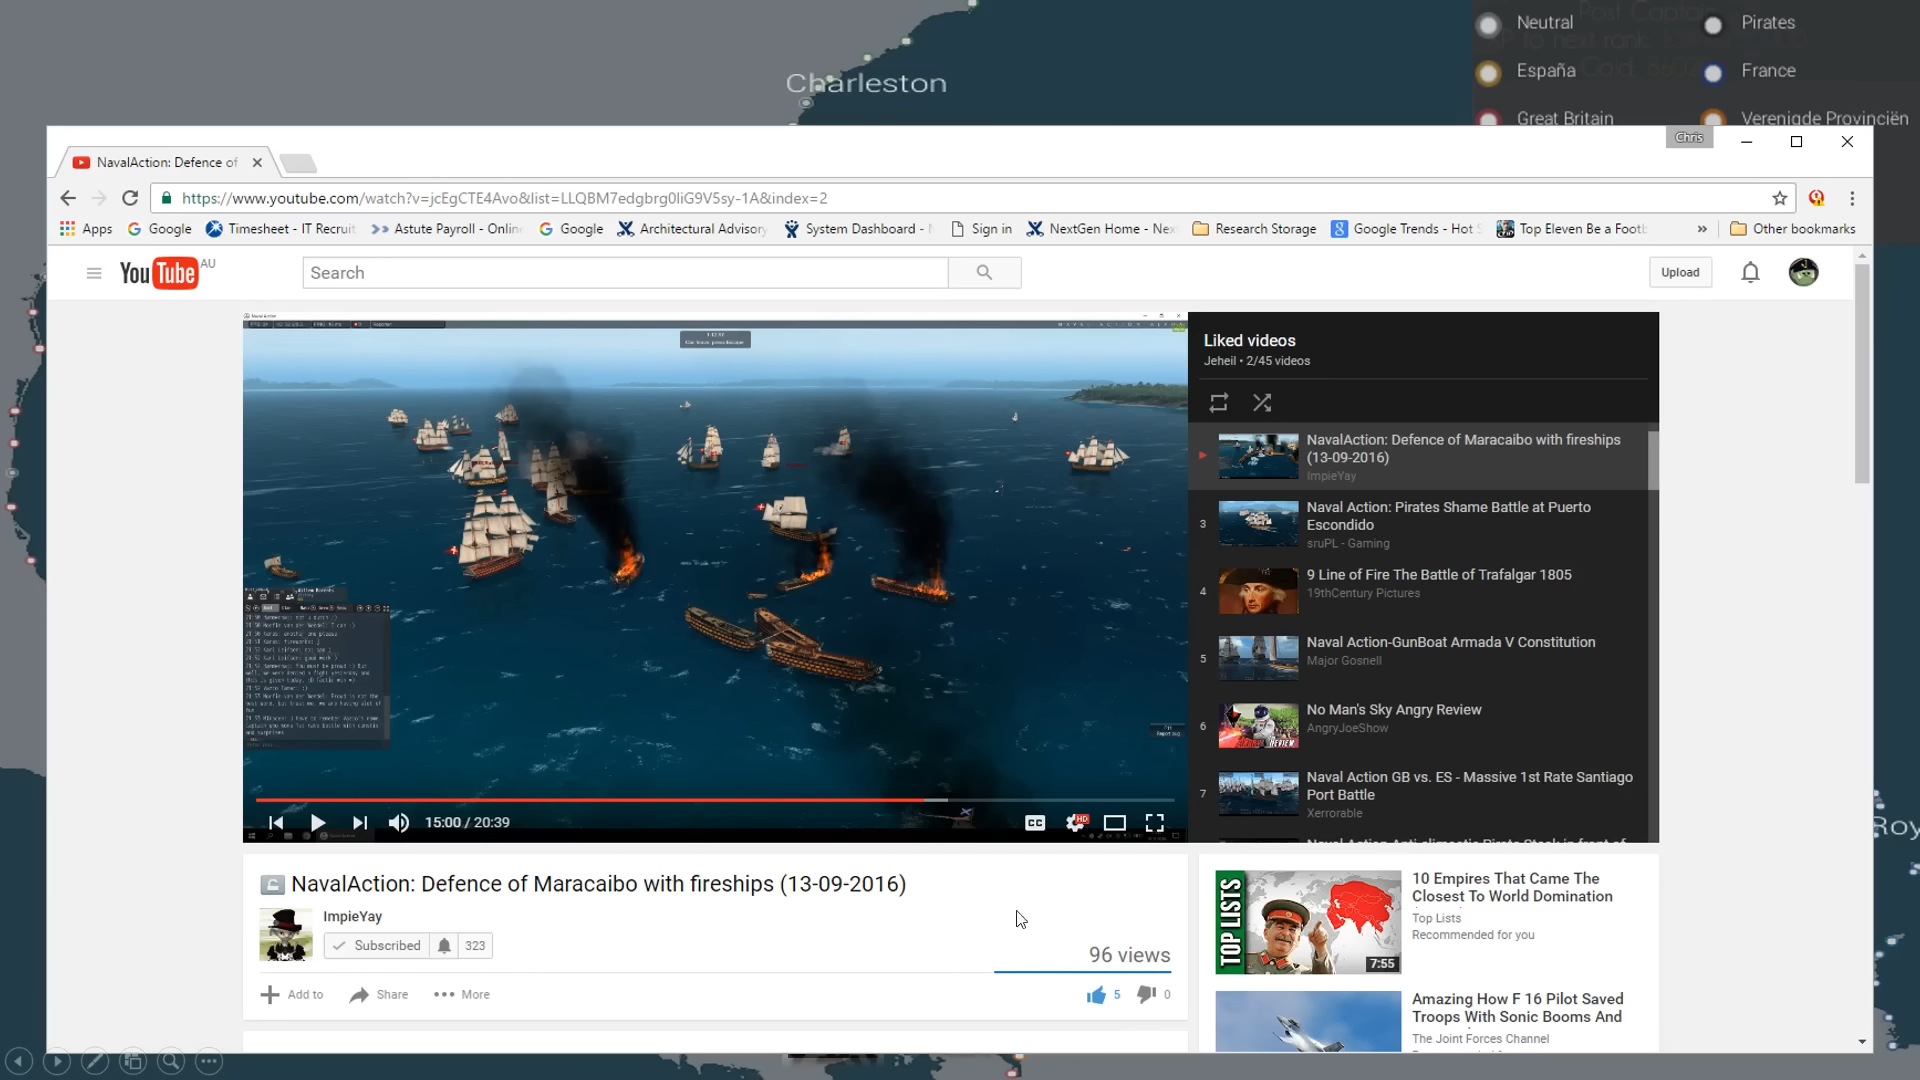 Charleston
Neutral
Pirates
España
France
Great Britain
Verenigde Provinciën
Chris
NavalAction: Defence of
https://www.youtube.com/watch?v=jcEgCTE4Avo&list=LLQBM7edgbrg0liG9V5sy-1A&index=2
Apps
Google
Timesheet - IT Recruit
Astute Payroll - Onlin
Google
Architectural Advisory
System Dashboard -
Sign in
NextGen Home - Nex
Research Storage
Google Trends - Hot S
Top Eleven Be a Footb
»
Other bookmarks
YouTube AU
Search
Upload
Liked videos
Jeheil • 2/45 videos
NavalAction: Defence of Maracaibo with fireships
(13-09-2016)
ImpieYay
3
Naval Action: Pirates Shame Battle at Puerto
Escondido
sruPL - Gaming
4
9 Line of Fire The Battle of Trafalgar 1805
19thCentury Pictures
5
Naval Action-GunBoat Armada V Constitution
Major Gosnell
6
No Man's Sky Angry Review
AngryJoeShow
7
Naval Action GB vs. ES - Massive 1st Rate Santiago
Port Battle
Xerrorable
15:00 / 20:39
CC
HD
NavalAction: Defence of Maracaibo with fireships (13-09-2016)
ImpieYay
Subscribed
323
96 views
Add to
Share
More
5
0
TOP LISTS
7:55
10 Empires That Came The
Closest To World Domination
Top Lists
Recommended for you
Amazing How F 16 Pilot Saved
Troops With Sonic Booms And
The Joint Forces Channel
Roy